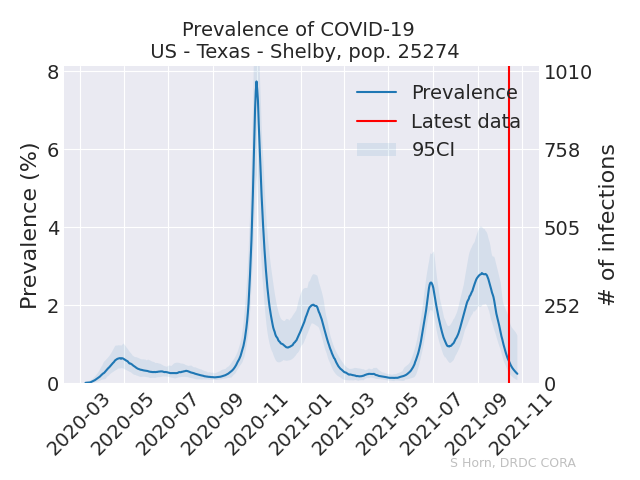 Prevalence of COVID-19
US - Texas - Shelby, pop. 25274
Prevalence (%)
8
6
4
2
0
1010
758
505
252
0
# of infections
Prevalence
Latest data
95CI
2020-03
2020-05
2020-07
2020-09
2020-11
2021-01
2021-03
2021-05
2021-07
2021-09
2021-11
S Horn, DRDC CORA